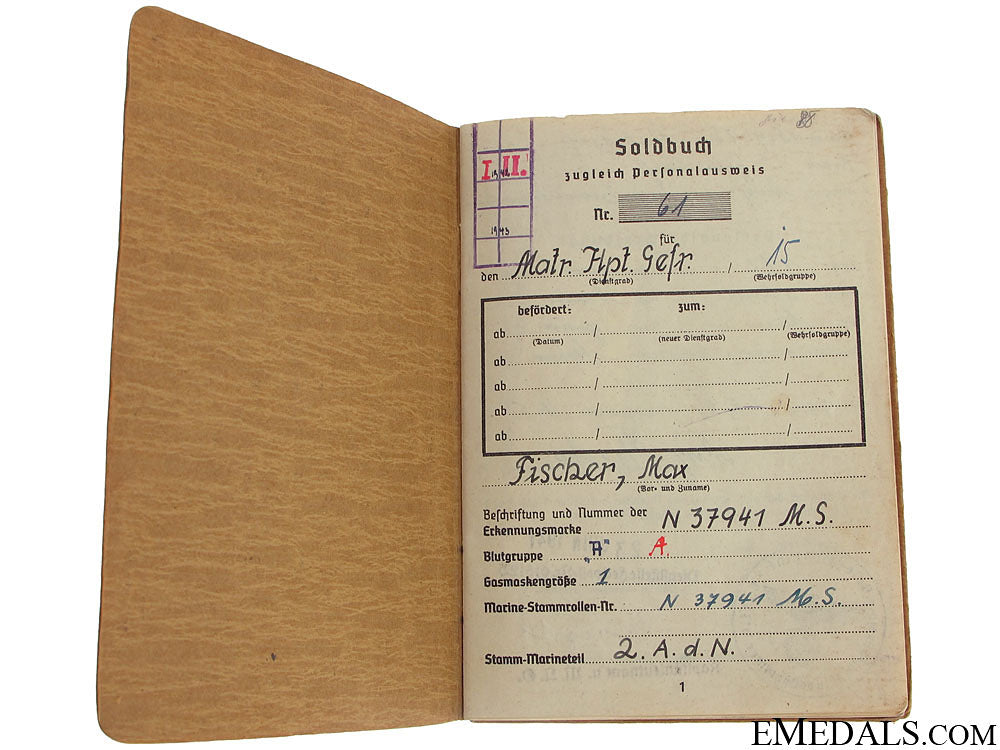 88
I. II.
1943
Soldbuch
zugleich Personalausweis
Nr. 61
für
den Matr. Hpt. Gefr. / 15
(Dienstgrad) (Wehrsoldgruppe)
befördert: zum:
ab / /
(Datum) (neuer Dienstgrad) (Wehrsoldgruppe)
ab / /
ab / /
ab / /
ab / /
Fischer, Max
(Vor- und Zuname)
Beschriftung und Nummer der
Erkennungsmarke N 37941 M.S.
Blutgruppe „A" A.
Gasmaskengröße 1
Marine-Stammrollen-Nr. N 37941 M.S.
Stamm-Marineteil 2. A. d. N.
1
EMEDALS.COM